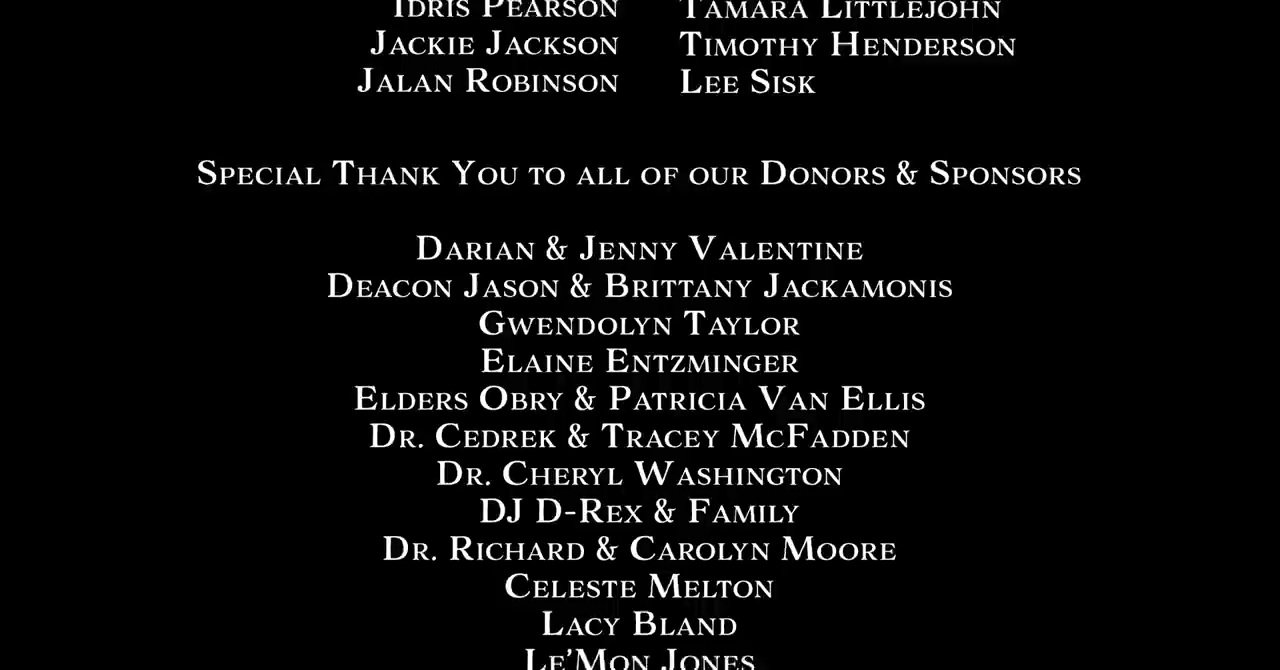 Idris Pearson Tamara Littlejohn
Jackie Jackson Timothy Henderson
Jalan Robinson Lee Sisk
Special Thank You to all of our Donors & Sponsors
Darian & Jenny Valentine
Deacon Jason & Brittany Jackamonis
Gwendolyn Taylor
Elaine Entzminger
Elders Obry & Patricia Van Ellis
Dr. Cedrek & Tracey McFadden
Dr. Cheryl Washington
DJ D-Rex & Family
Dr. Richard & Carolyn Moore
Celeste Melton
Lacy Bland
Le'Mon Jones